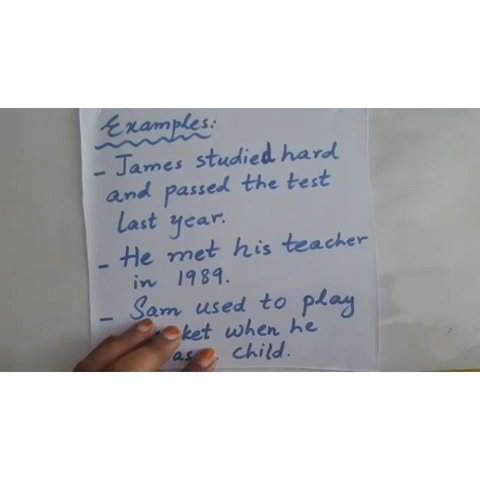 Examples:
- James studied hard
and passed the test
last year.
- He met his teacher
in 1989.
- Sam used to play
when he
child.